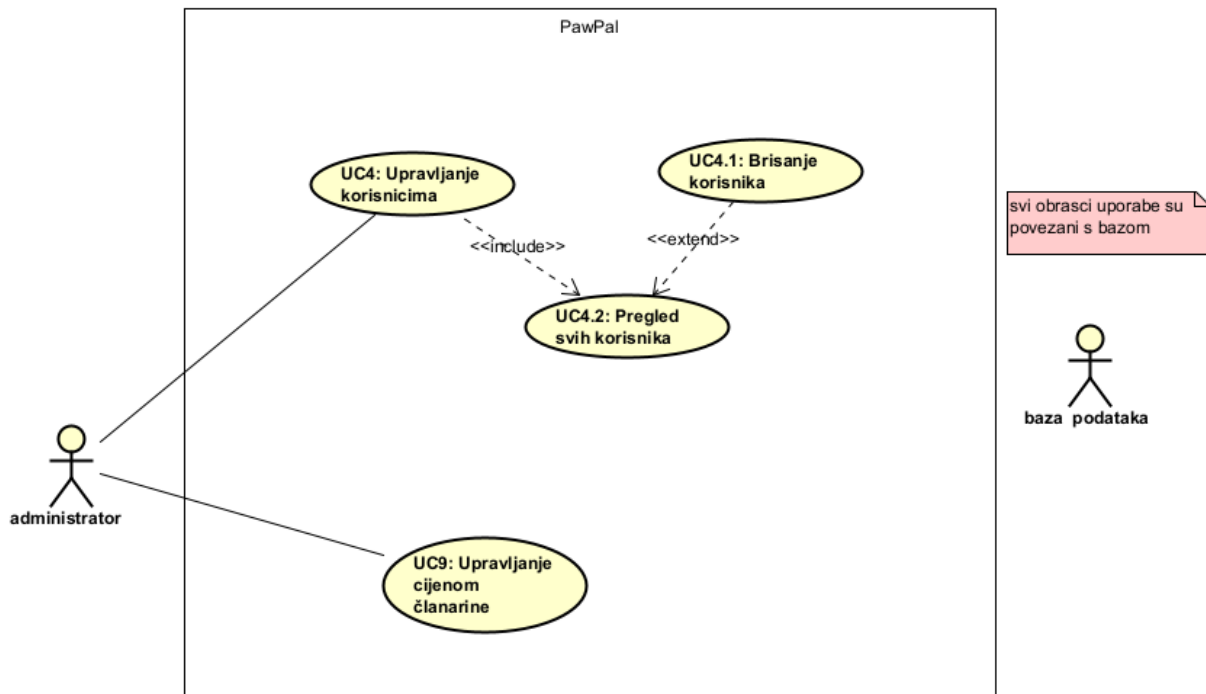 PawPal
UC4: Upravljanje
korisnicima
UC4.1: Brisanje
korisnika
svi obrasci uporabe su
povezani s bazom
<<include>>
<<extend>>
UC4.2: Pregled
svih korisnika
baza podataka
administrator
UC9: Upravljanje
cijenom
članarine